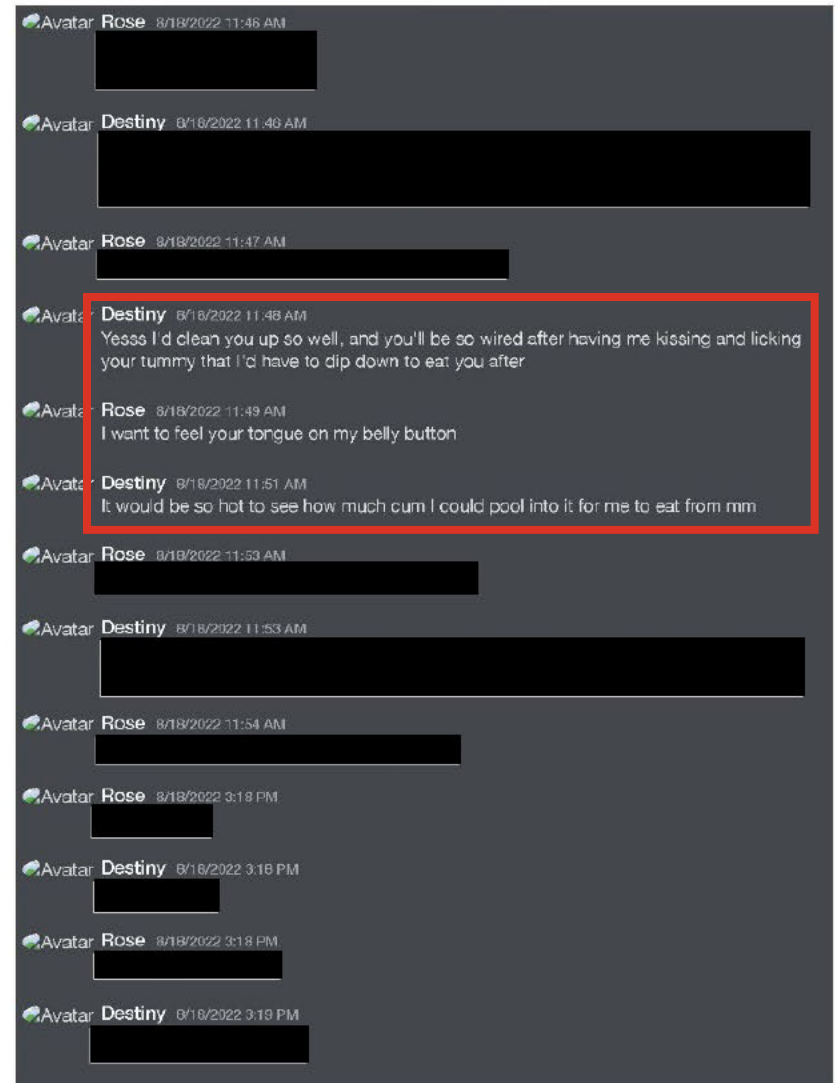 Avatar Rose 8/18/2022 11:46 AM
Avatar Destiny 8/18/2022 11:46 AM
Avatar Rose 8/18/2022 11:47 AM
Avatar Destiny 8/18/2022 11:48 AM
Yesss I'd clean you up so well, and you'll be so wired after having me kissing and licking
your tummy that I'd have to dip down to eat you after
Avatar Rose 8/18/2022 11:49 AM
I want to feel your tongue on my belly button
Avatar Destiny 8/18/2022 11:51 AM
It would be so hot to see how much cum I could pool into it for me to eat from mm
Avatar Rose 8/18/2022 11:53 AM
Avatar Destiny 8/18/2022 11:53 AM
Avatar Rose 8/18/2022 11:54 AM
Avatar Rose 8/18/2022 3:18 PM
Avatar Destiny 8/18/2022 3:18 PM
Avatar Rose 8/18/2022 3:18 PM
Avatar Destiny 8/18/2022 3:19 PM